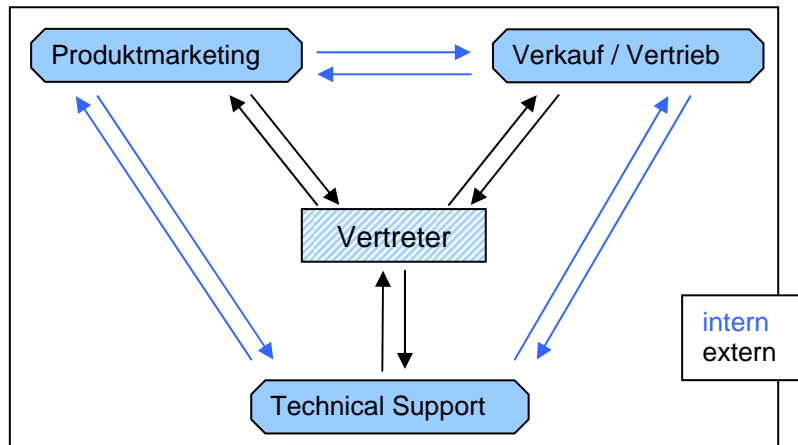 Produktmarketing
Verkauf / Vertrieb
Vertreter
intern
extern
Technical Support